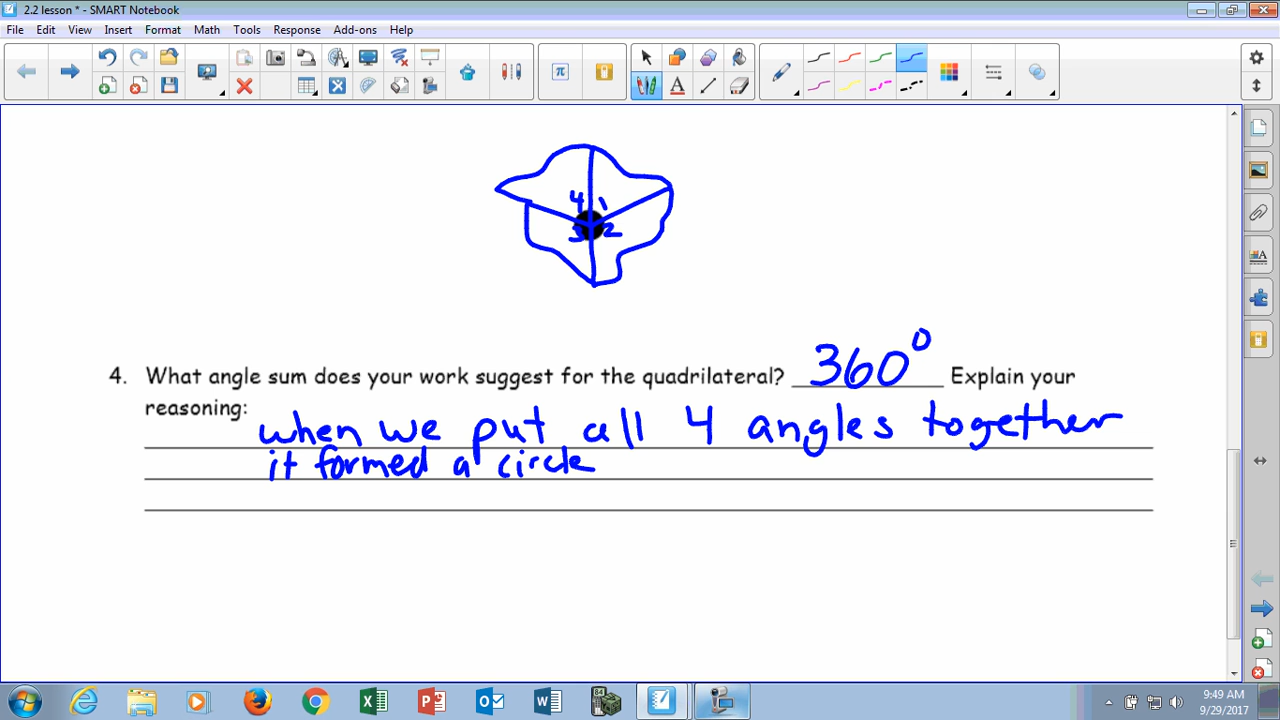 2.2 lesson * - SMART Notebook
File Edit View Insert Format Math Tools Response Add-ons Help
4 1
3 2
4. What angle sum does your work suggest for the quadrilateral? 360° Explain your
reasoning:
when we put all 4 angles together
it formed a circle
9:49 AM
9/29/2017